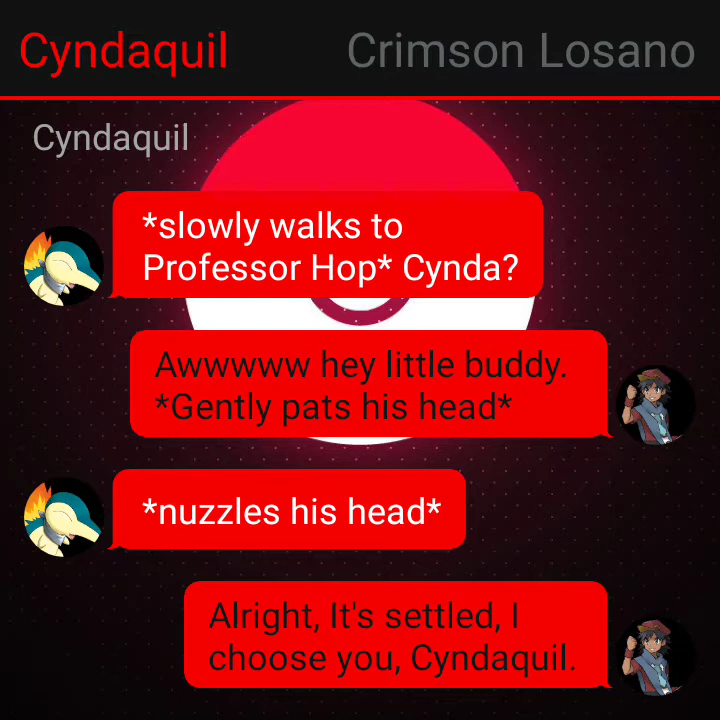 Cyndaquil Crimson Losano
Cyndaquil
*slowly walks to
Professor Hop* Cynda?
Awwwww hey little buddy.
*Gently pats his head*
*nuzzles his head*
Alright, It's settled, I
choose you, Cyndaquil.